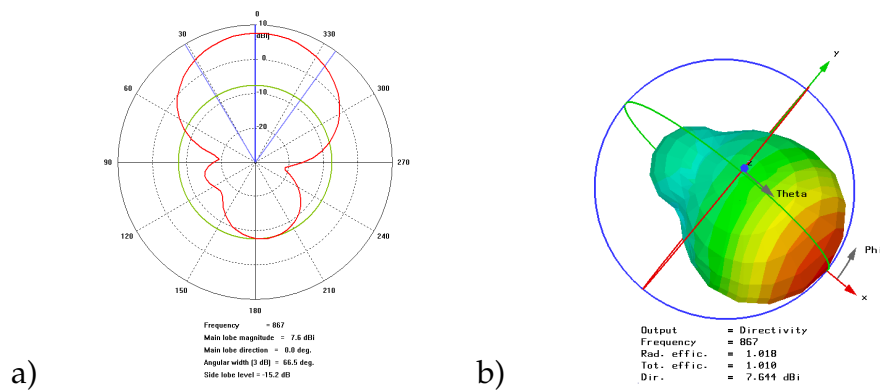 0
10
dBi
30
330
0
60
300
-10
-20
90
270
120
240
150
210
180
Frequency = 867
Main lobe magnitude = 7.6 dBi
Main lobe direction = 0.0 deg.
Angular width (3 dB) = 66.5 deg.
Side lobe level = -15.2 dB
a)
y
Theta
Phi
x
Output = Directivity
Frequency = 867
Rad. effic. = 1.018
Tot. effic. = 1.010
Dir. = 7.644 dBi
b)